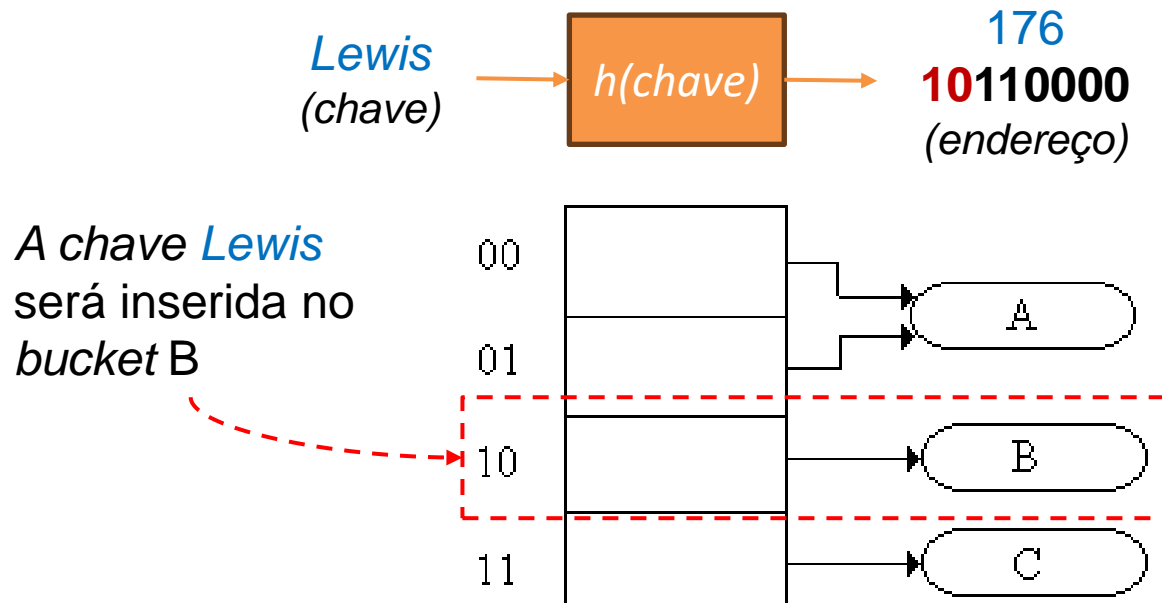 Lewis
(chave)
h(chave)
176
10110000
(endereço)
A chave Lewis
será inserida no
bucket B
00
A
01
10
B
11
C